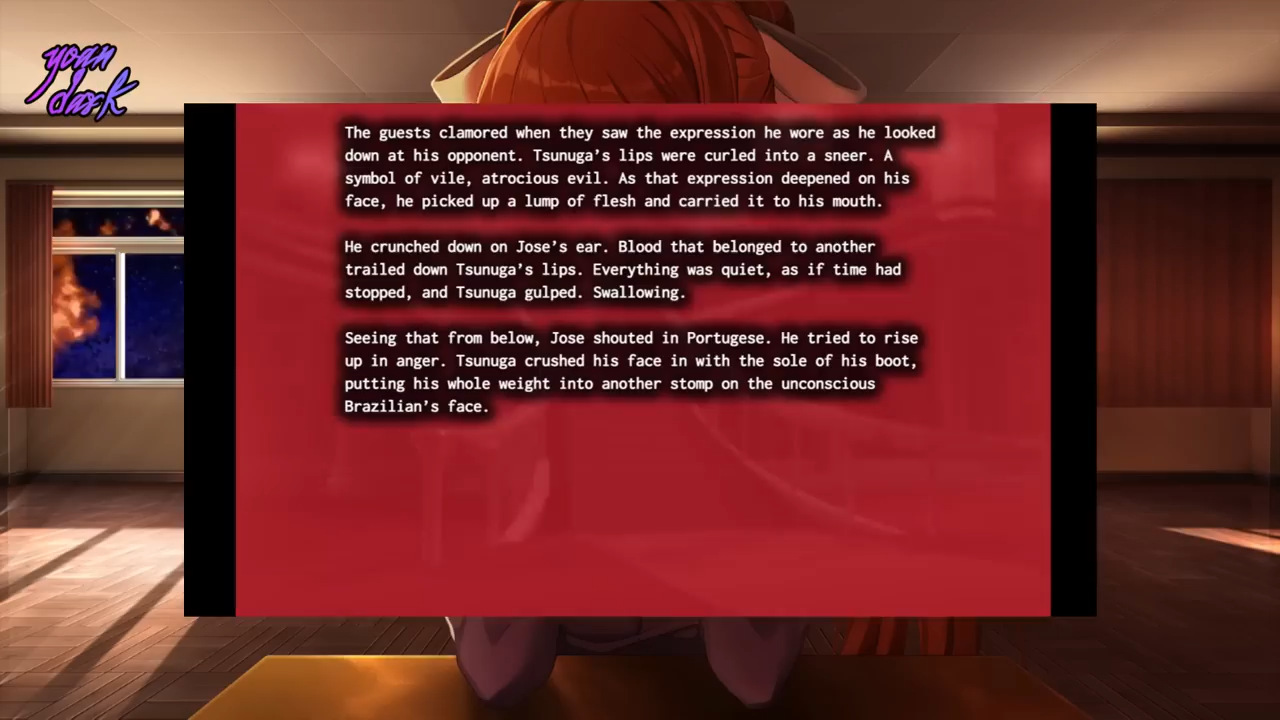 yoan
dark
The guests clamored when they saw the expression he wore as he looked
down at his opponent. Tsunuga's lips were curled into a sneer. A
symbol of vile, atrocious evil. As that expression deepened on his
face, he picked up a lump of flesh and carried it to his mouth.
He crunched down on Jose's ear. Blood that belonged to another
trailed down Tsunuga's lips. Everything was quiet, as if time had
stopped, and Tsunuga gulped. Swallowing.
Seeing that from below, Jose shouted in Portugese. He tried to rise
up in anger. Tsunuga crushed his face in with the sole of his boot,
putting his whole weight into another stomp on the unconscious
Brazilian's face.